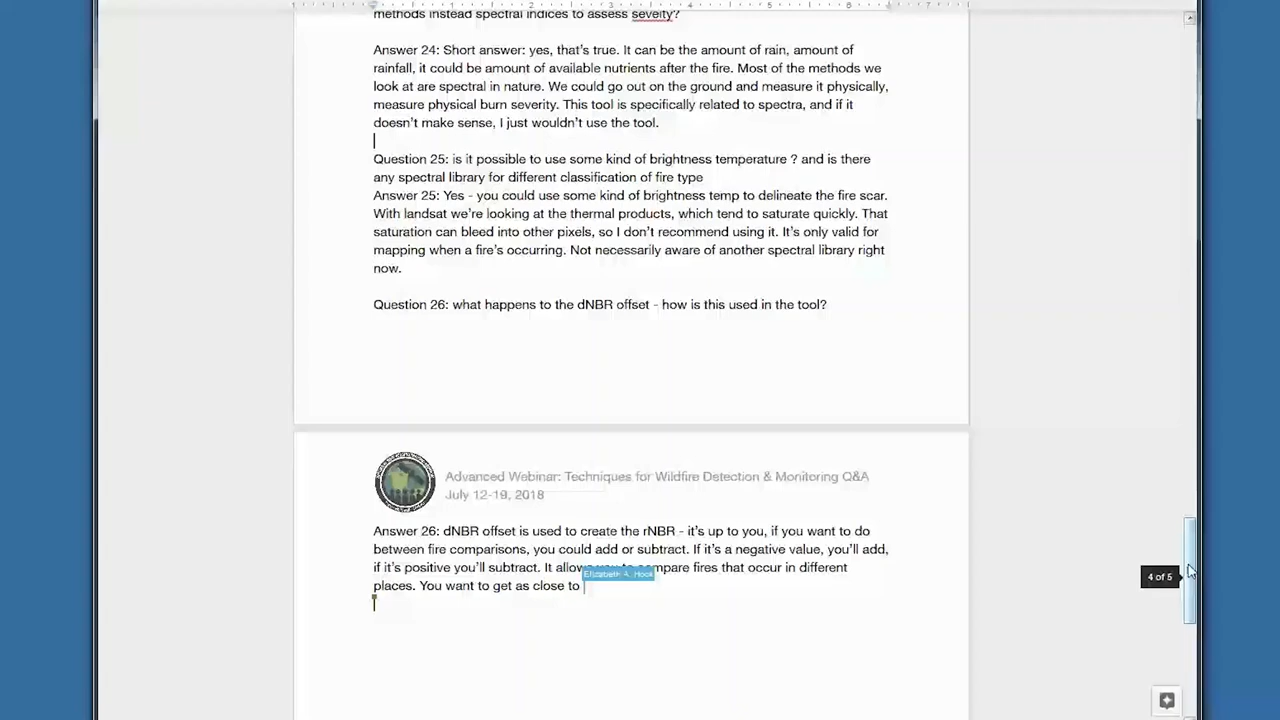 methods instead spectral indices to assess seveity?
Answer 24: Short answer: yes, that's true. It can be the amount of rain, amount of
rainfall, it could be amount of available nutrients after the fire. Most of the methods we
look at are spectral in nature. We could go out on the ground and measure it physically,
measure physical burn severity. This tool is specifically related to spectra, and if it
doesn't make sense, I just wouldn't use the tool.
Question 25: is it possible to use some kind of brightness temperature ? and is there
any spectral library for different classification of fire type
Answer 25: Yes - you could use some kind of brightness temp to delineate the fire scar.
With landsat we're looking at the thermal products, which tend to saturate quickly. That
saturation can bleed into other pixels, so I don't recommend using it. It's only valid for
mapping when a fire's occurring. Not necessarily aware of another spectral library right
now.
Question 26: what happens to the dNBR offset - how is this used in the tool?
Advanced Webinar: Techniques for Wildfire Detection & Monitoring Q&A
July 12-19, 2018
Answer 26: dNBR offset is used to create the rNBR - it's up to you, if you want to do
between fire comparisons, you could add or subtract. If it's a negative value, you'll add,
if it's positive you'll subtract. It allows you to compare fires that occur in different
Elizabeth A. Hook
places. You want to get as close to
4 of 5